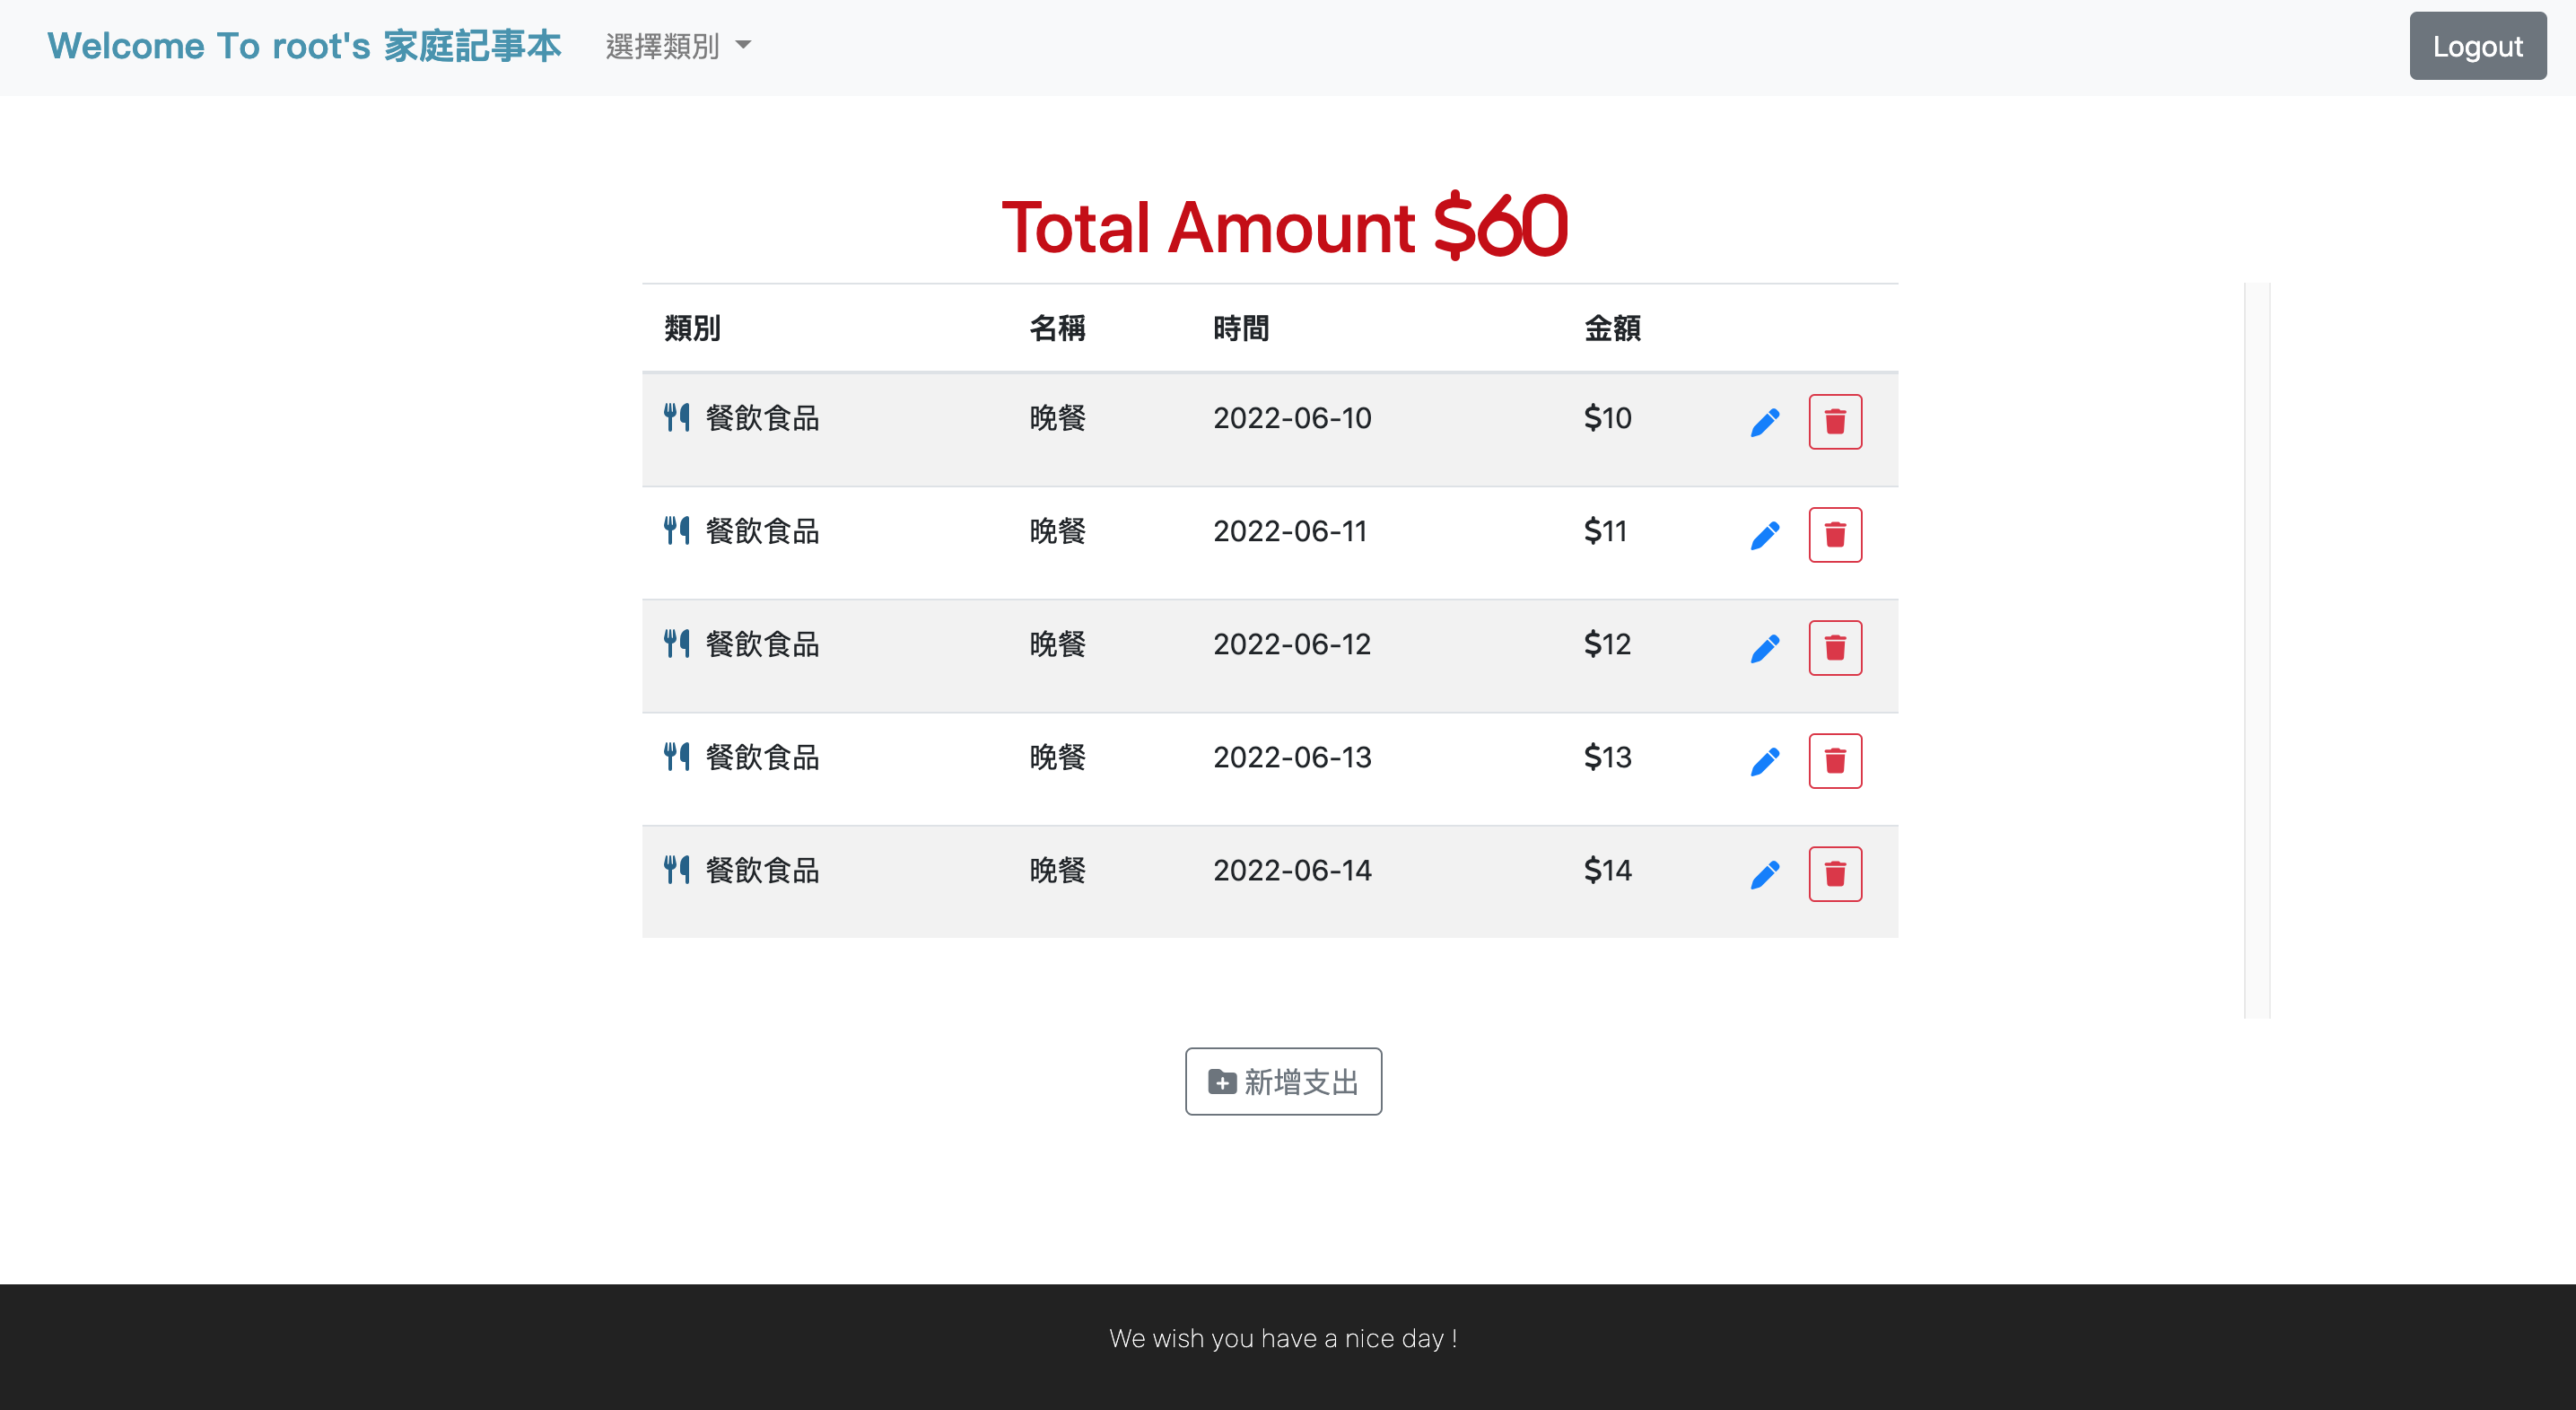 Welcome To root's 家庭記事本 選擇類別 Logout
Total Amount $60
類別 名稱 時間 金額
餐飲食品 晚餐 2022-06-10 $10
餐飲食品 晚餐 2022-06-11 $11
餐飲食品 晚餐 2022-06-12 $12
餐飲食品 晚餐 2022-06-13 $13
餐飲食品 晚餐 2022-06-14 $14
新增支出
We wish you have a nice day !